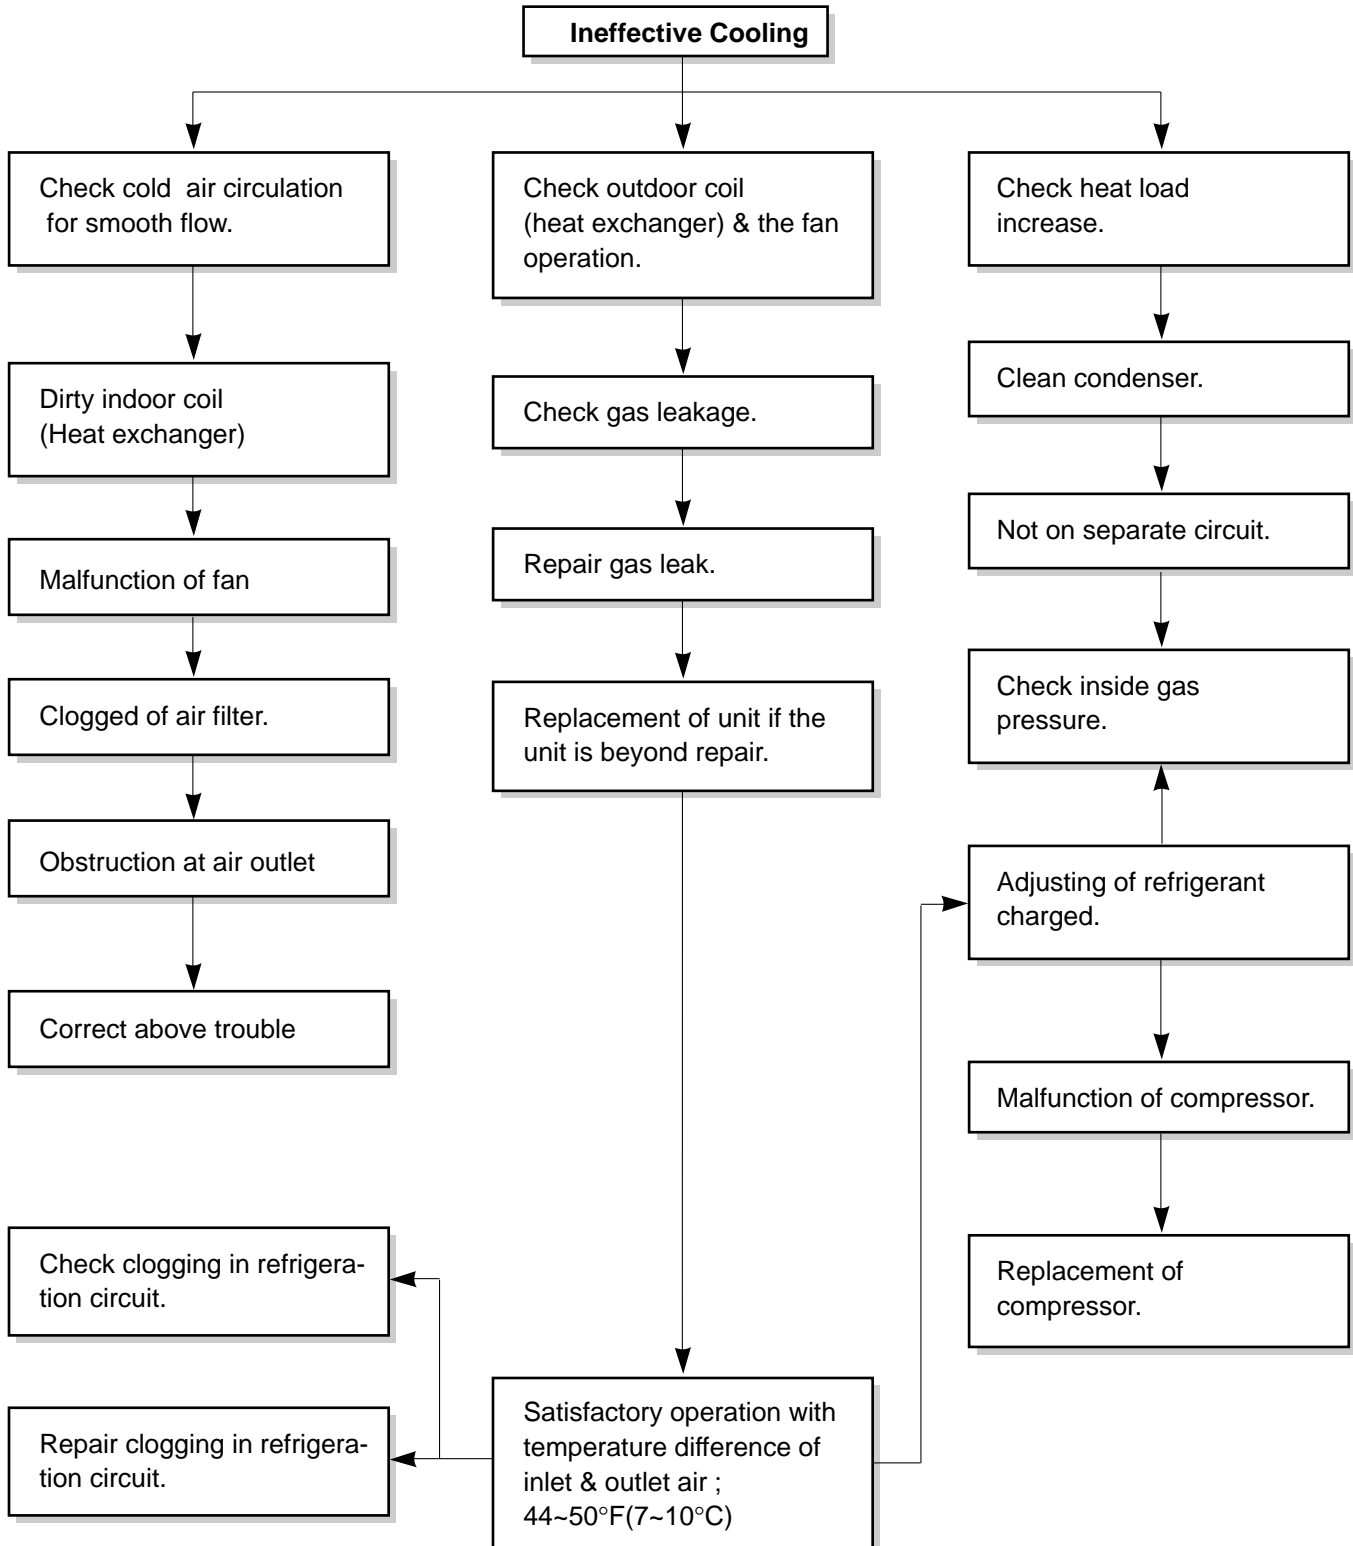 Ineffective Cooling
Check cold air circulation
for smooth flow.
Dirty indoor coil
(Heat exchanger)
Malfunction of fan
Clogged of air filter.
Obstruction at air outlet
Correct above trouble
Check clogging in refrigera-
tion circuit.
Repair clogging in refrigera-
tion circuit.
Check outdoor coil
(heat exchanger) & the fan
operation.
Check gas leakage.
Repair gas leak.
Replacement of unit if the
unit is beyond repair.
Satisfactory operation with
temperature difference of
inlet & outlet air ;
44~50°F(7~10°C)
Check heat load
increase.
Clean condenser.
Not on separate circuit.
Check inside gas
pressure.
Adjusting of refrigerant
charged.
Malfunction of compressor.
Replacement of
compressor.